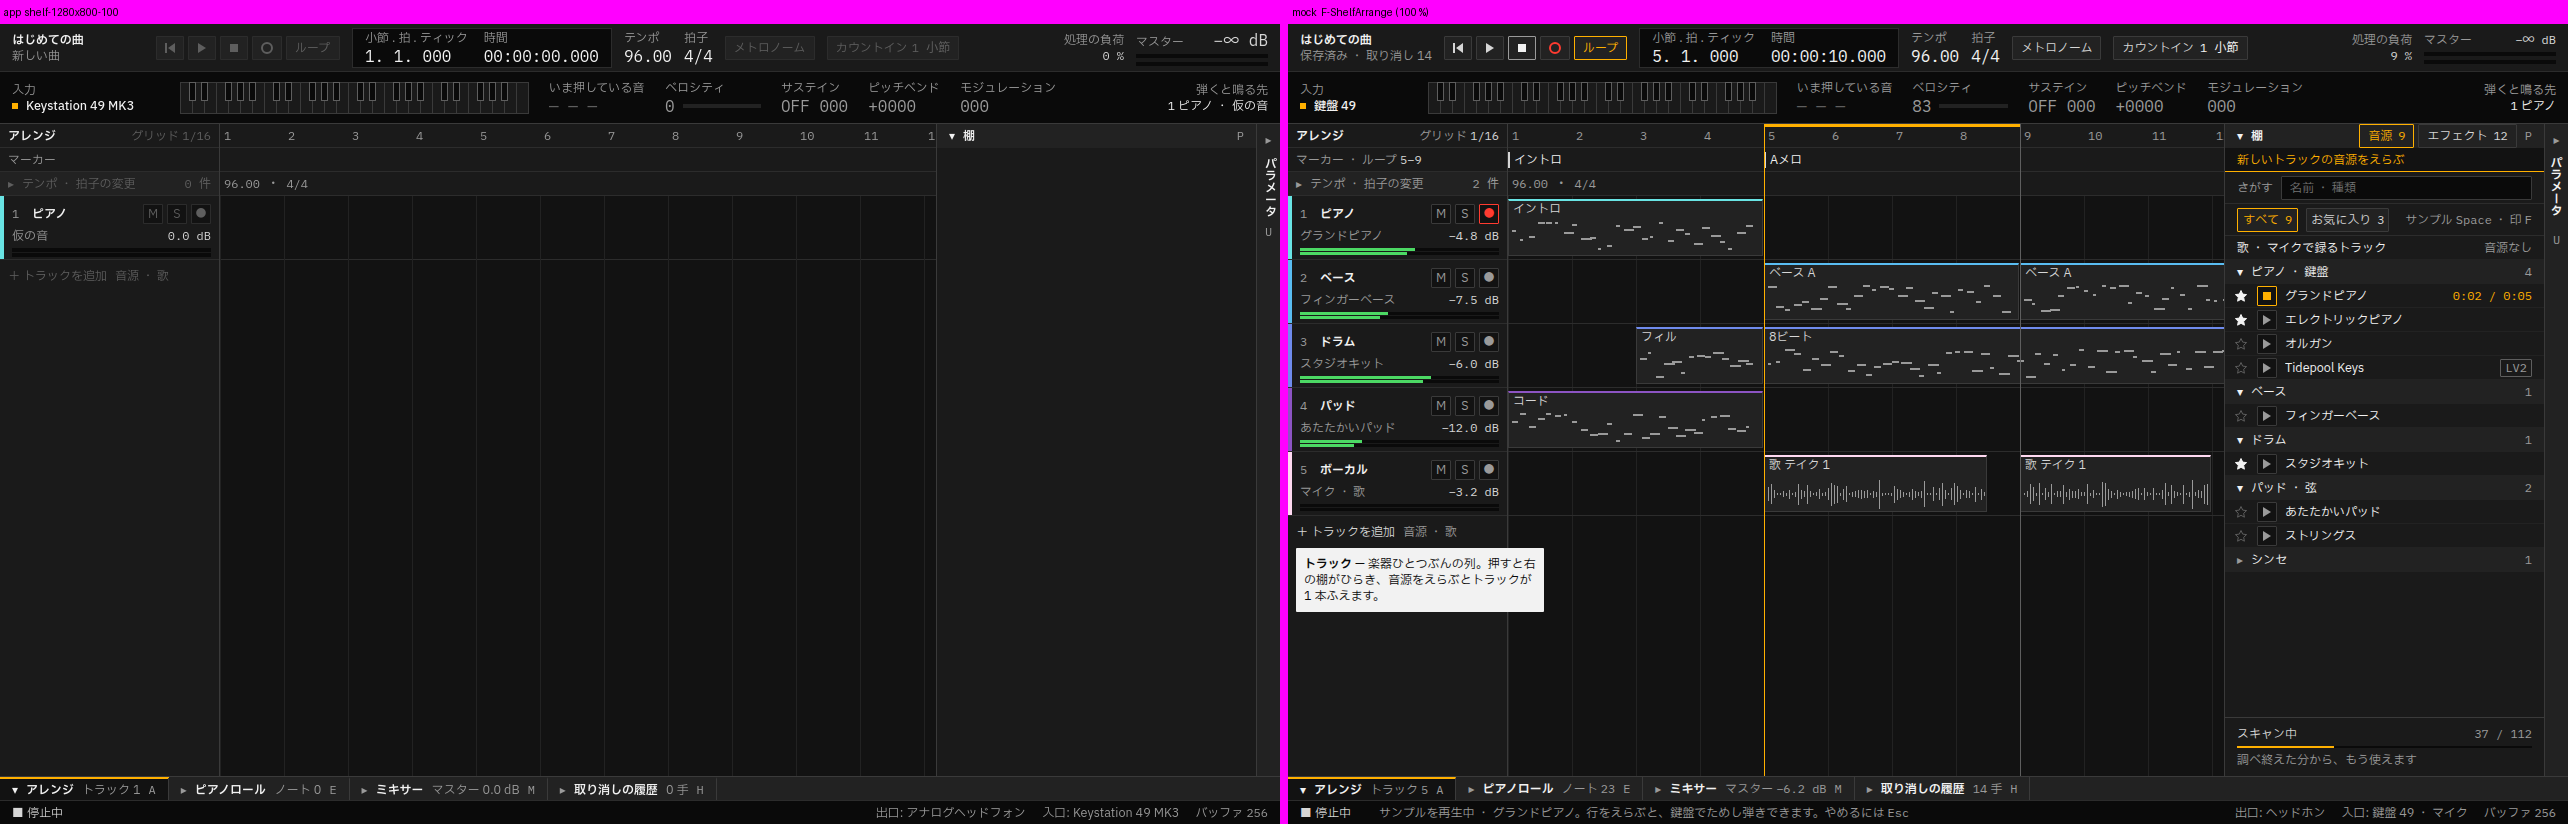 app shelf-1280x800-100
はじめての曲
新しい曲
ループ
小節.拍.ティック 時間
1. 1. 000 00:00:00.000
テンポ 拍子
96.00 4/4
メトロノーム
カウントイン 1 小節
処理の負荷
0 %
マスター −∞ dB
入力
Keystation 49 MK3
いま押している音
— — —
ベロシティ
0
サステイン
OFF 000
ピッチベンド
+0000
モジュレーション
000
弾くと鳴る先
1 ピアノ ・ 仮の音
アレンジ グリッド 1/16
1 2 3 4 5 6 7 8 9 10 11 1
▼ 棚 P
パラメータ U
マーカー
▶ テンポ ・ 拍子の変更 0 件
96.00 ・ 4/4
1 ピアノ M S
仮の音 0.0 dB
＋ トラックを追加 音源 ・ 歌
▼ アレンジ トラック 1 A
▶ ピアノロール ノート 0 E
▶ ミキサー マスター 0.0 dB M
▶ 取り消しの履歴 0 手 H
■ 停止中
出口: アナログヘッドフォン 入口: Keystation 49 MK3 バッファ 256
mock F-ShelfArrange (100 %)
はじめての曲
保存済み ・ 取り消し 14
ループ
小節.拍.ティック 時間
5. 1. 000 00:00:10.000
テンポ 拍子
96.00 4/4
メトロノーム
カウントイン 1 小節
処理の負荷
9 %
マスター −∞ dB
入力
鍵盤 49
いま押している音
— — —
ベロシティ
83
サステイン
OFF 000
ピッチベンド
+0000
モジュレーション
000
弾くと鳴る先
1 ピアノ
アレンジ グリッド 1/16
1 2 3 4 5 6 7 8 9 10 11 1
マーカー ・ ループ 5–9
イントロ
Aメロ
▶ テンポ ・ 拍子の変更 2 件
96.00 ・ 4/4
1 ピアノ M S
グランドピアノ −4.8 dB
イントロ
2 ベース M S
フィンガーベース −7.5 dB
ベース A
ベース A
3 ドラム M S
スタジオキット −6.0 dB
フィル
8ビート
4 パッド M S
あたたかいパッド −12.0 dB
コード
5 ボーカル M S
マイク ・ 歌 −3.2 dB
歌 テイク 1
歌 テイク 1
＋ トラックを追加 音源 ・ 歌
トラック — 楽器ひとつぶんの列。押すと右
の棚がひらき、音源をえらぶとトラックが
1 本ふえます。
▼ 棚 音源 9 エフェクト 12 P
新しいトラックの音源をえらぶ
さがす 名前 ・ 種類
すべて 9 お気に入り 3 サンプル Space ・ 印 F
歌 ・ マイクで録るトラック 音源なし
▼ ピアノ ・ 鍵盤 4
★ グランドピアノ 0:02 / 0:05
★ エレクトリックピアノ
☆ オルガン
☆ Tidepool Keys LV2
▼ ベース 1
☆ フィンガーベース
▼ ドラム 1
★ スタジオキット
▼ パッド ・ 弦 2
☆ あたたかいパッド
☆ ストリングス
▶ シンセ 1
スキャン中 37 / 112
調べ終えた分から、もう使えます
パラメータ U
▼ アレンジ トラック 5 A
▶ ピアノロール ノート 23 E
▶ ミキサー マスター −6.2 dB M
▶ 取り消しの履歴 14 手 H
■ 停止中 サンプルを再生中 ・ グランドピアノ。行をえらぶと、鍵盤でためし弾きできます。やめるには Esc
出口: ヘッドホン 入口: 鍵盤 49 ・ マイク バッファ 256